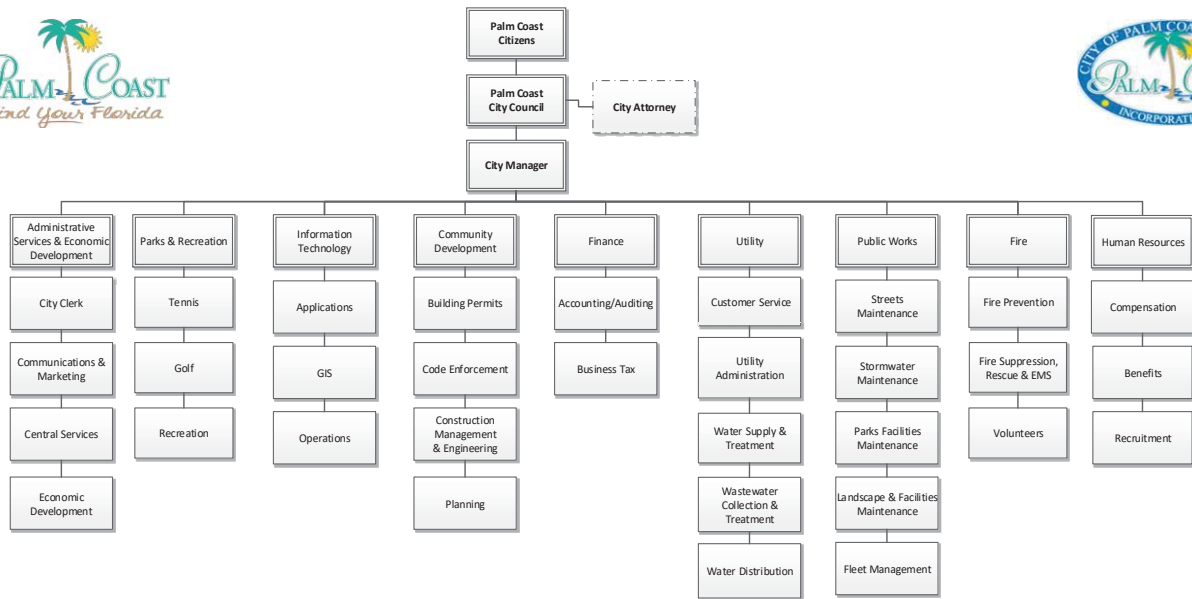 Palm Coast
Citizens
PALM COAST
Find Your Florida
CITY OF PALM COAST
PALM
INCORPORATED
Palm Coast
City Council
City Attorney
City Manager
Administrative
Services & Economic
Development
Parks & Recreation
Information
Technology
Community
Development
Finance
Utility
Public Works
Fire
Human Resources
City Clerk
Tennis
Applications
Building Permits
Accounting/Auditing
Customer Service
Streets
Maintenance
Fire Prevention
Compensation
Communications &
Marketing
Golf
GIS
Code Enforcement
Business Tax
Utility
Administration
Stormwater
Maintenance
Fire Suppression,
Rescue & EMS
Benefits
Central Services
Recreation
Operations
Construction
Management
& Engineering
Water Supply &
Treatment
Parks Facilities
Maintenance
Volunteers
Recruitment
Economic
Development
Planning
Wastewater
Collection &
Treatment
Landscape & Facilities
Maintenance
Water Distribution
Fleet Management